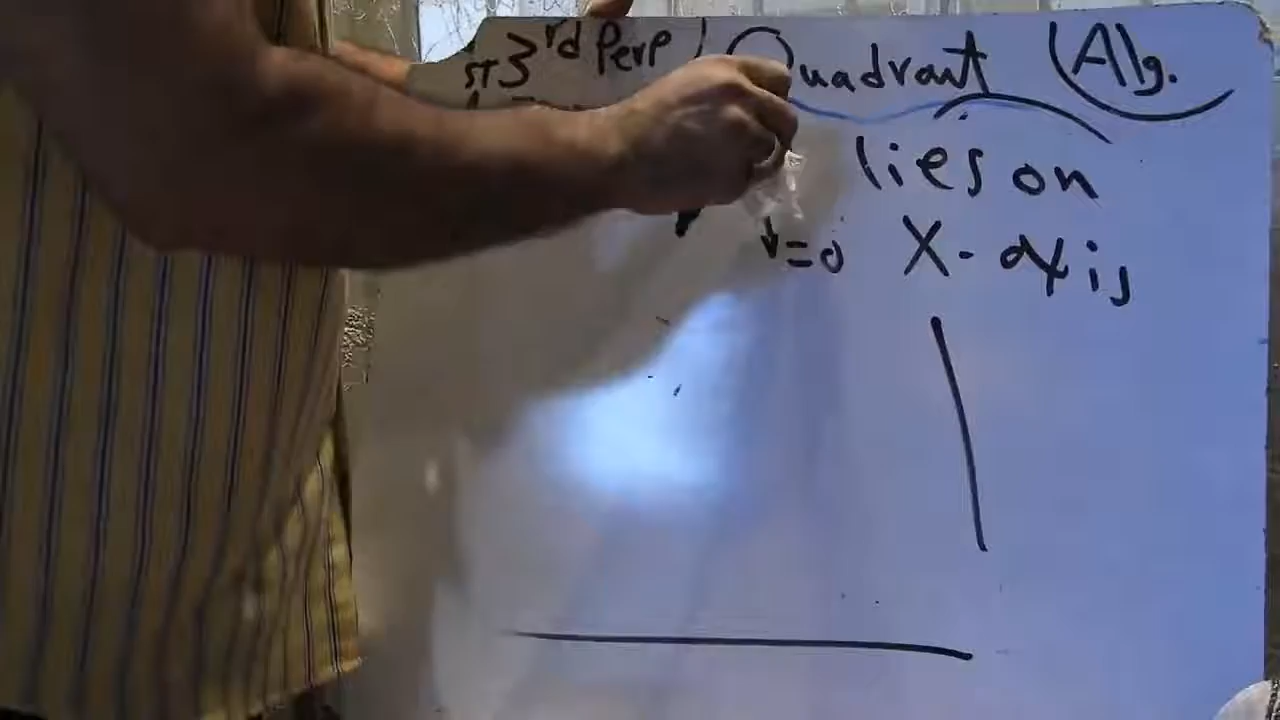 3rd Perp / Quadrant (Alg.
lies on
=0 X-axis